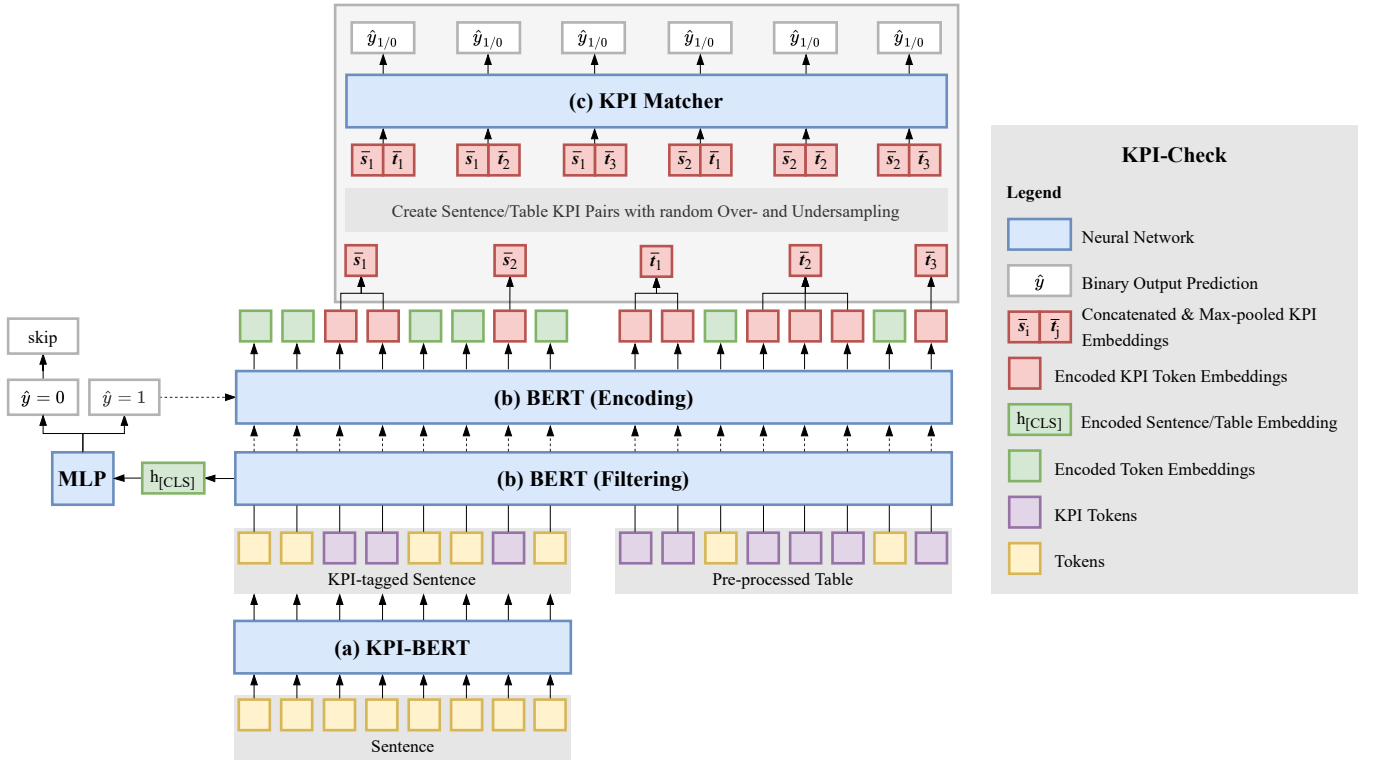 ŷ1/0 ŷ1/0 ŷ1/0 ŷ1/0 ŷ1/0 ŷ1/0
(c) KPI Matcher
s̄1 t̄1 s̄1 t̄2 s̄1 t̄3 s̄2 t̄1 s̄2 t̄2 s̄2 t̄3
Create Sentence/Table KPI Pairs with random Over- and Undersampling
s̄1 s̄2 t̄1 t̄2 t̄3
skip
ŷ = 0 ŷ = 1
(b) BERT (Encoding)
MLP
h[CLS]
(b) BERT (Filtering)
KPI-tagged Sentence
Pre-processed Table
(a) KPI-BERT
Sentence
KPI-Check
Legend
Neural Network
ŷ Binary Output Prediction
s̄i t̄j Concatenated & Max-pooled KPI
Embeddings
Encoded KPI Token Embeddings
h[CLS] Encoded Sentence/Table Embedding
Encoded Token Embeddings
KPI Tokens
Tokens